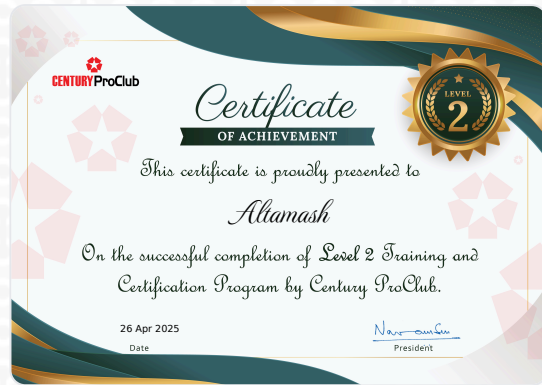 CENTURY ProClub
LEVEL
2
Certificate
OF ACHIEVEMENT
This certificate is proudly presented to
Altamash
On the successful completion of Level 2 Training and
Certification Program by Century ProClub.
26 Apr 2025
Date
President